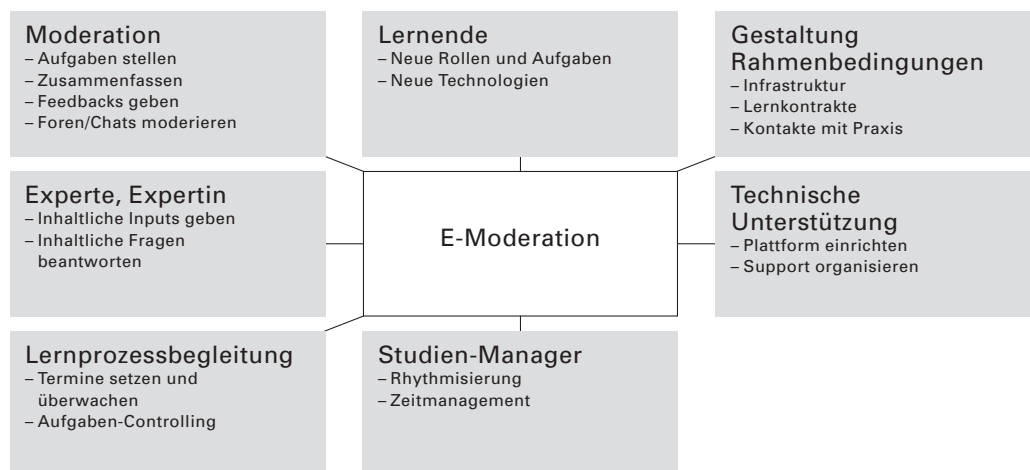 Moderation
– Aufgaben stellen
– Zusammenfassen
– Feedbacks geben
– Foren/Chats moderieren
Lernende
– Neue Rollen und Aufgaben
– Neue Technologien
Gestaltung
Rahmenbedingungen
– Infrastruktur
– Lernkontrakte
– Kontakte mit Praxis
Experte, Expertin
– Inhaltliche Inputs geben
– Inhaltliche Fragen
beantworten
E-Moderation
Technische
Unterstützung
– Plattform einrichten
– Support organisieren
Lernprozessbegleitung
– Termine setzen und
überwachen
– Aufgaben-Controlling
Studien-Manager
– Rhythmisierung
– Zeitmanagement